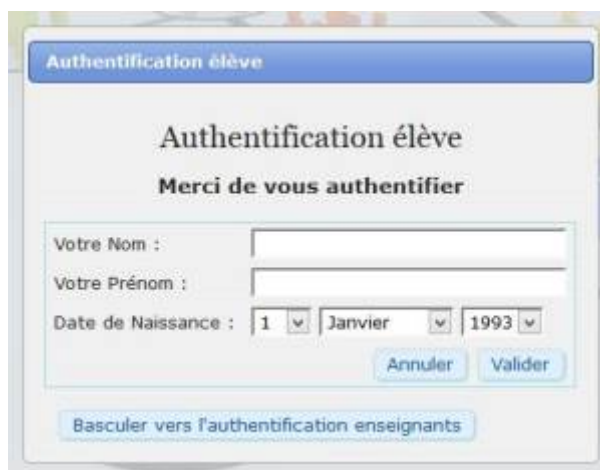 Authentification élève
Authentification élève
Merci de vous authentifier
Votre Nom :
Votre Prénom :
Date de Naissance : 1 Janvier 1993
Annuler Valider
Basculer vers l'authentification enseignants